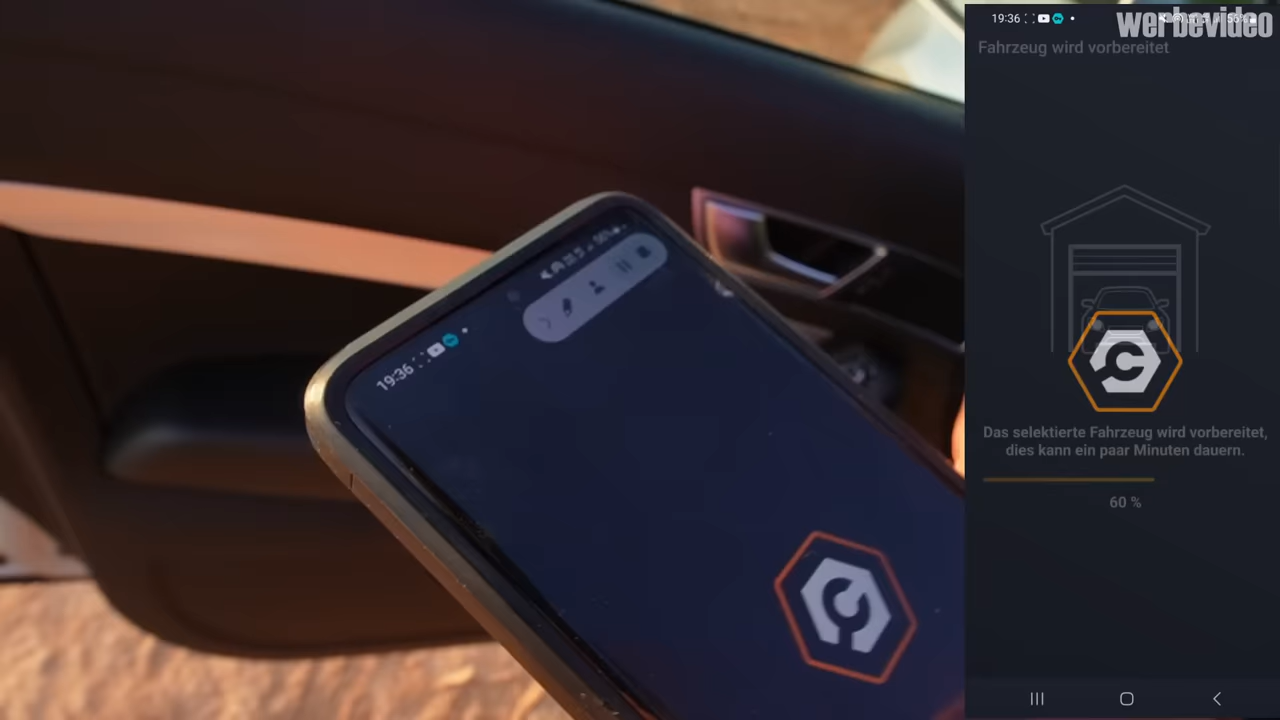 19:36
19:36
werbevideo
Fahrzeug wird vorbereitet
Das selektierte Fahrzeug wird vorbereitet,
dies kann ein paar Minuten dauern.
60 %